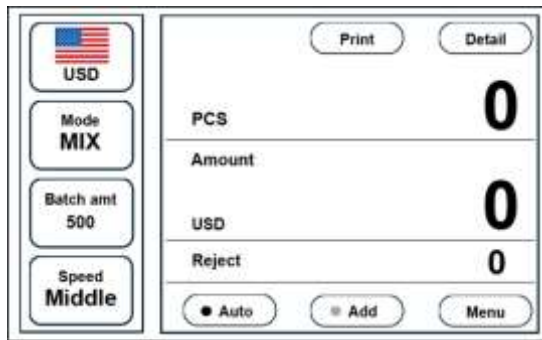 USD
Mode
MIX
Batch amt
500
Speed
Middle
Print
Detail
PCS
0
Amount
USD
0
Reject
0
Auto
Add
Menu